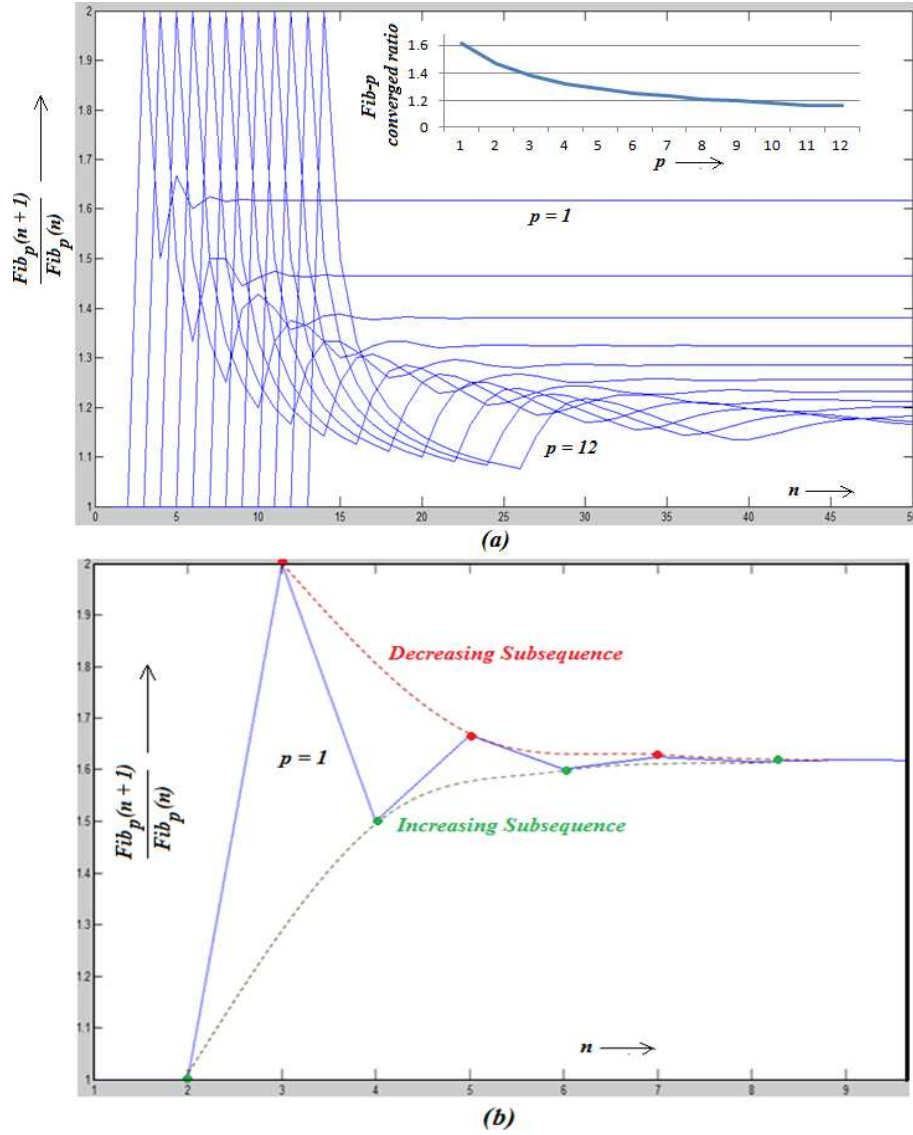 2
1.9
1.8
1.7
1.6
1.5
1.4
1.3
1.2
1.1
1
Fib_p(n + 1)
Fib_p(n)
Fib-p
converged ratio
1.6
1.4
1.2
0
1 2 3 4 5 6 7 8 9 10 11 12
p
p = 1
p = 12
n
0 5 10 15 20 25 30 35 40 45 50
(a)
2
1.9
1.8
1.7
1.6
1.5
1.4
1.3
1.2
1.1
1
Fib_p(n + 1)
Fib_p(n)
Decreasing Subsequence
p = 1
Increasing Subsequence
n
1 2 3 4 5 6 7 8 9
(b)